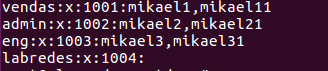 vendas:x:1001:mikael1,mikael11
admin:x:1002:mikael2,mikael21
eng:x:1003:mikael3,mikael31
labredes:x:1004: